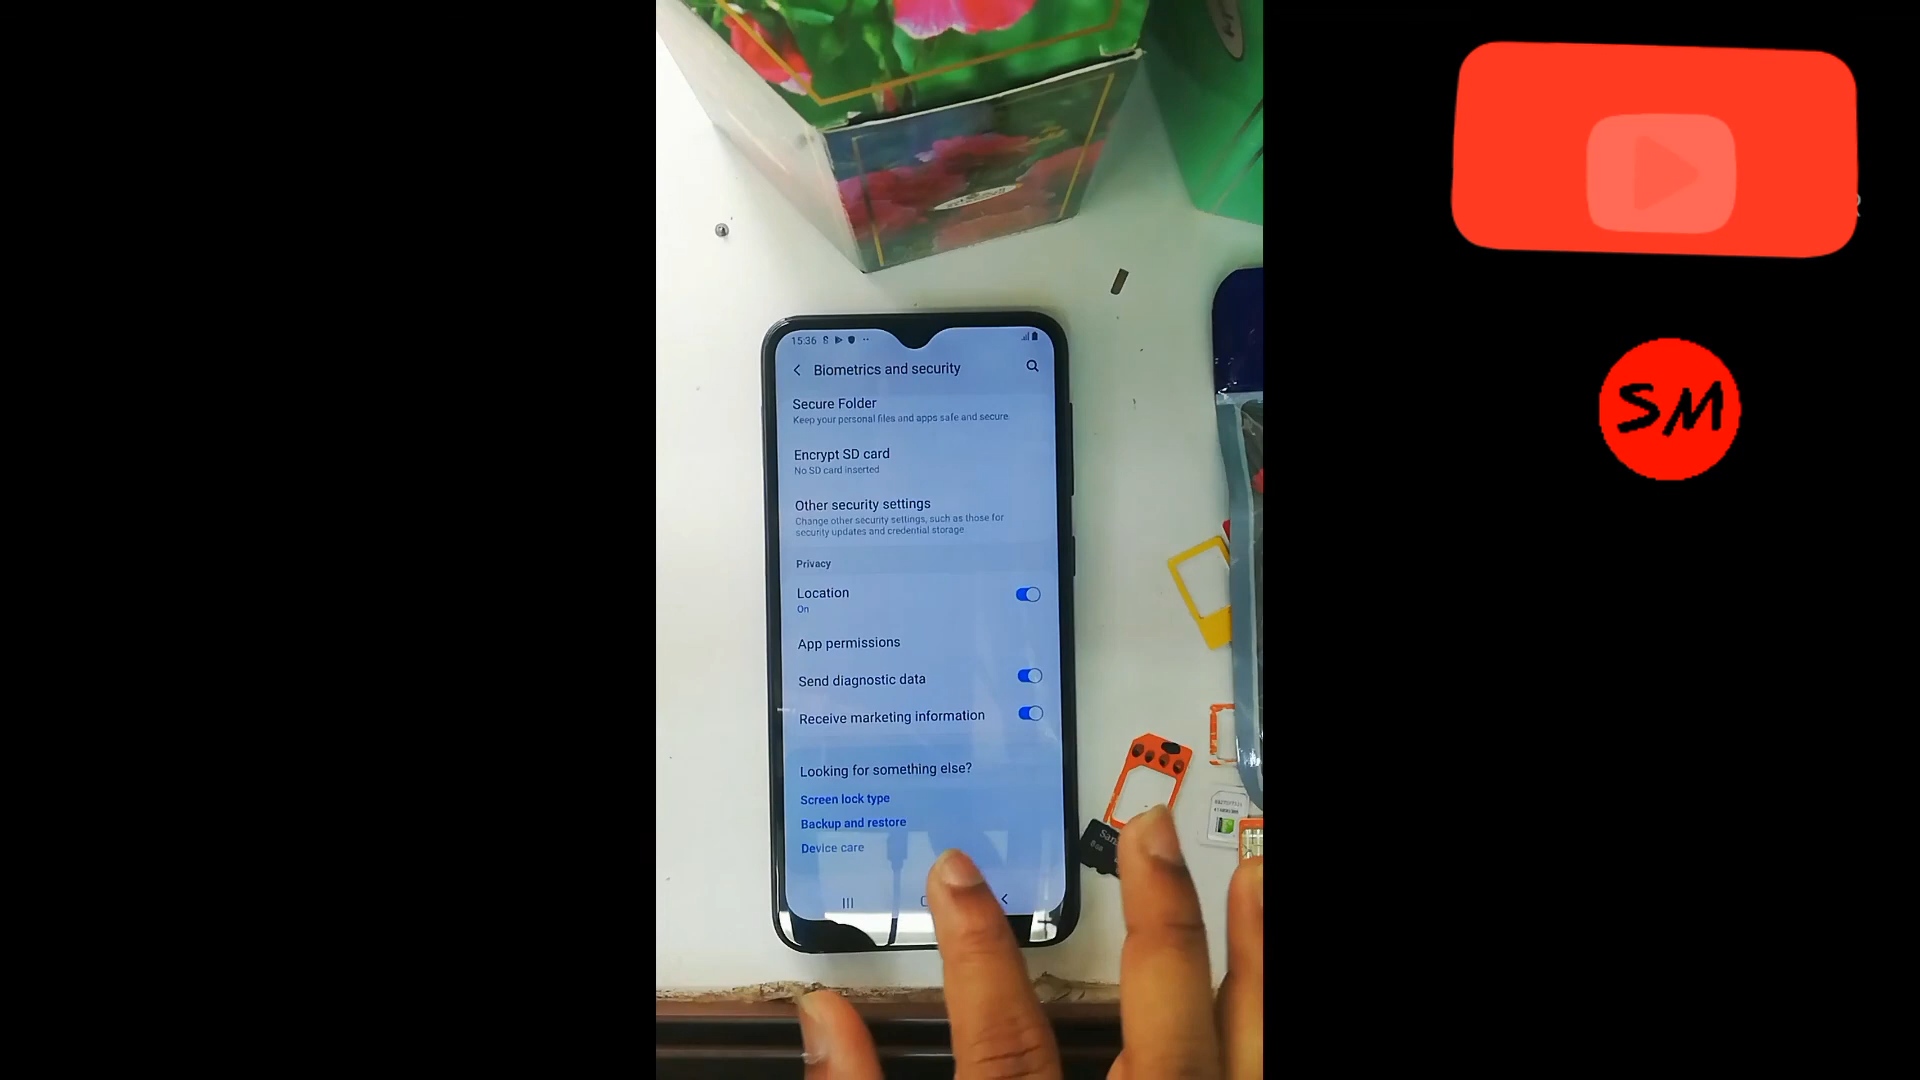 15:36
Biometrics and security
Secure Folder
Keep your personal files and apps safe and secure.
Encrypt SD card
No SD card inserted
Other security settings
Change other security settings, such as those for
security updates and credential storage.
Privacy
Location
On
App permissions
Send diagnostic data
Receive marketing information
Looking for something else?
Screen lock type
Backup and restore
Device care
SM
R